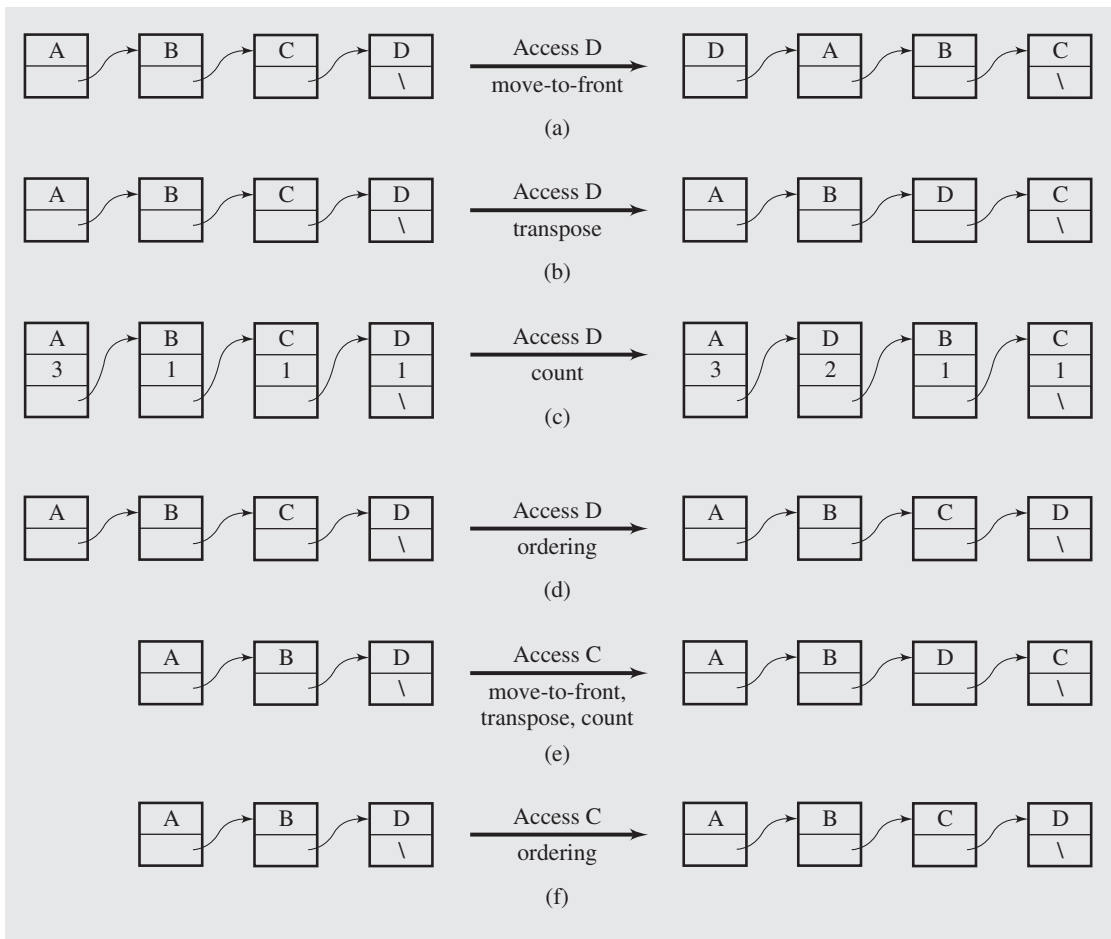 A B C D Access D D A B C
\ move-to-front \
(a)
A B C D Access D A B D C
\ transpose \
(b)
A B C D Access D A D B C
3 1 1 1 count 3 2 1 1
\ \
(c)
A B C D Access D A B C D
\ ordering \
(d)
A B D Access C A B D C
\ move-to-front, \
transpose, count
(e)
A B D Access C A B C D
\ ordering \
(f)